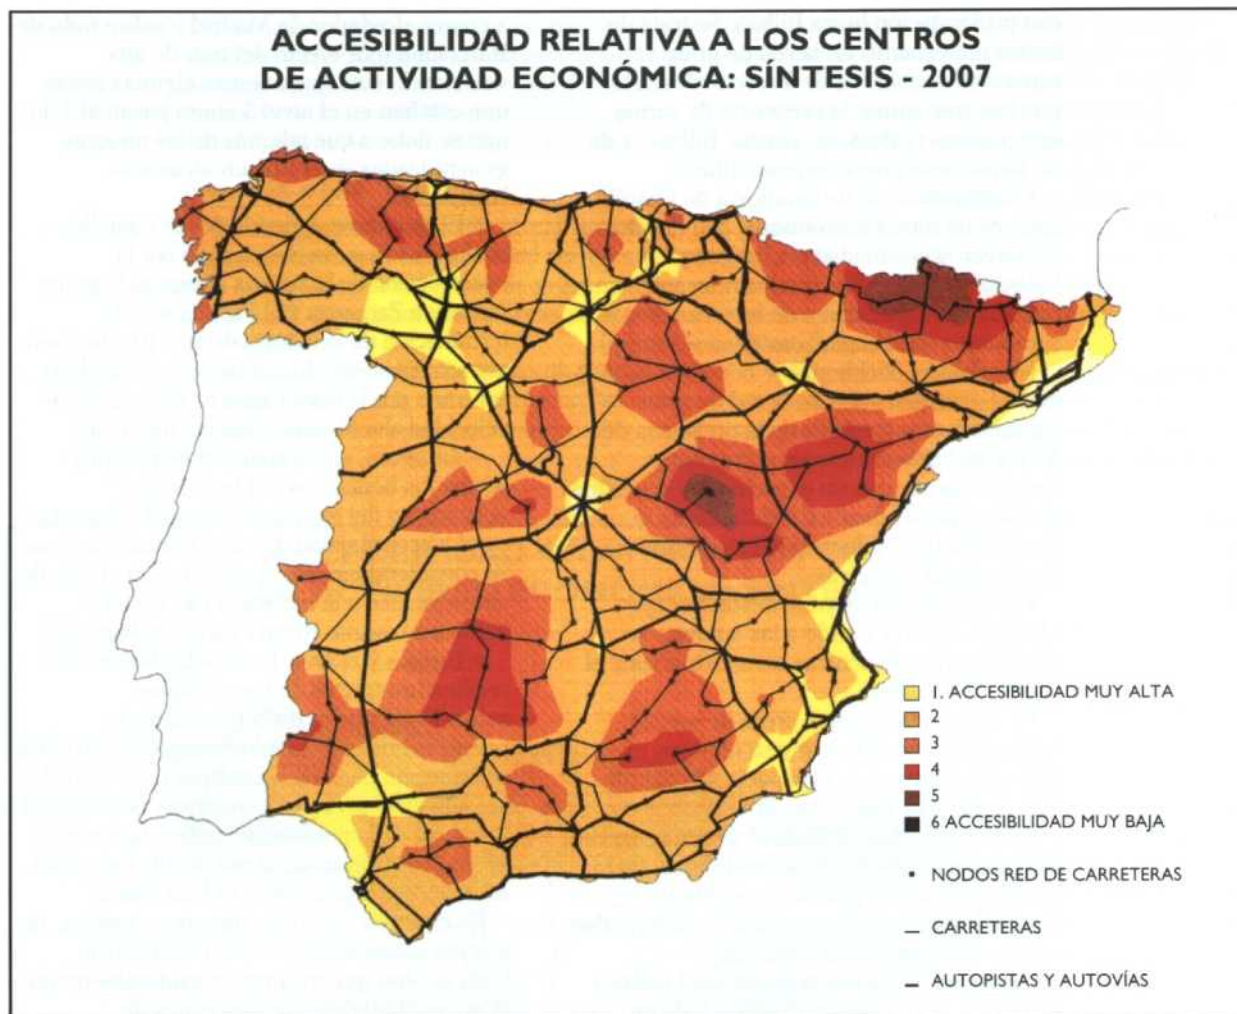 ACCESIBILIDAD RELATIVA A LOS CENTROS
DE ACTIVIDAD ECONÓMICA: SÍNTESIS - 2007
1. ACCESIBILIDAD MUY ALTA
2
3
4
5
6 ACCESIBILIDAD MUY BAJA
NODOS RED DE CARRETERAS
CARRETERAS
AUTOPISTAS Y AUTOVÍAS